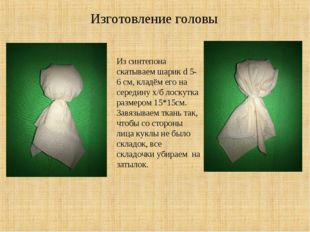 Изготовление головы
Из синтепона
скатываем шарик d 5-
6 см, кладём его на
середину х/б лоскутка
размером 15*15см.
Завязываем ткань так,
чтобы со стороны
лица куклы не было
складок, все
складочки убираем на
затылок.